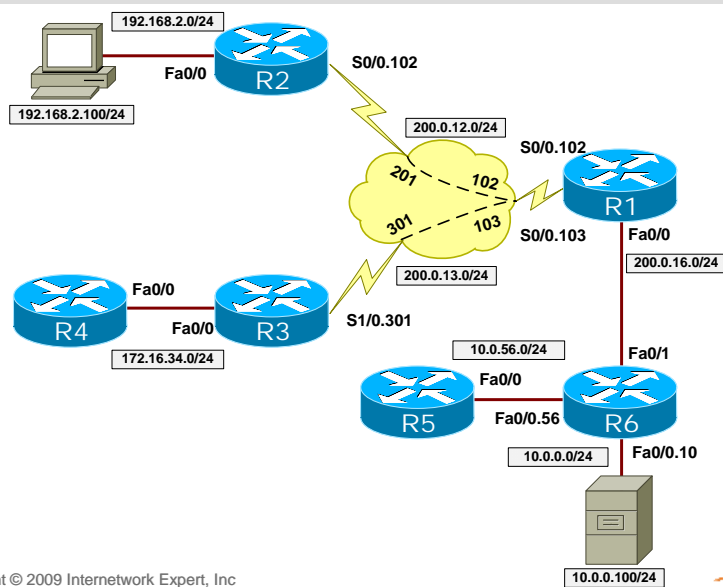 192.168.2.0/24
Fa0/0
R2
S0/0.102
192.168.2.100/24
200.0.12.0/24
S0/0.102
201
102
R1
301
103
S0/0.103
Fa0/0
200.0.13.0/24
200.0.16.0/24
Fa0/0
R4
Fa0/0
R3
S1/0.301
172.16.34.0/24
10.0.56.0/24
Fa0/1
Fa0/0
R5
Fa0/0.56
R6
10.0.0.0/24
Fa0/0.10
t © 2009 Internetwork Expert, Inc
10.0.0.100/24